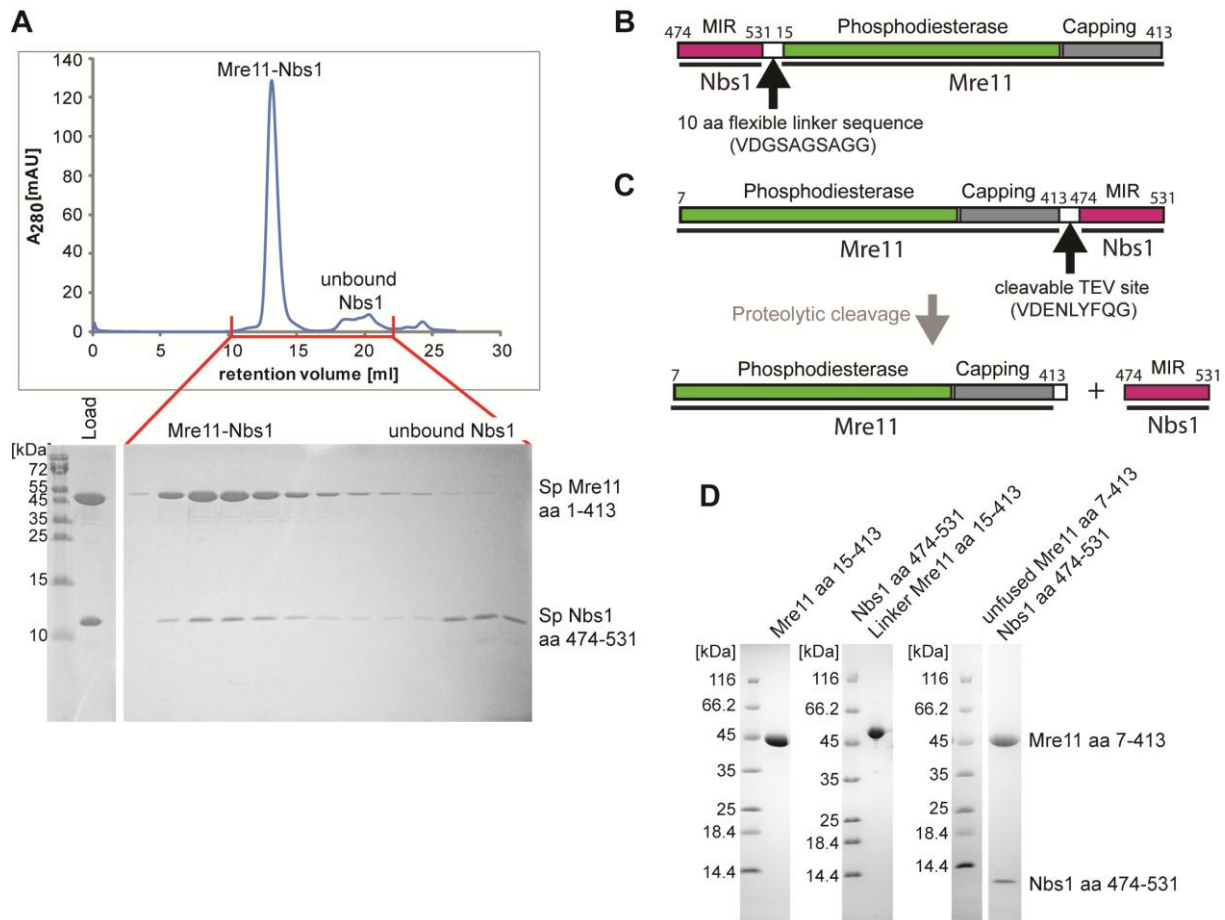 A
Mre11-Nbs1
unbound
Nbs1
140
120
100
80
60
40
20
0
A280[mAU]
0 5 10 15 20 25 30
retention volume [ml]
Load
Mre11-Nbs1 unbound Nbs1
[kDa]
72
55
45
35
25
15
10
Sp Mre11
aa 1-413
Sp Nbs1
aa 474-531
B
MIR Phosphodiesterase Capping
474 531 15 413
Nbs1 Mre11
10 aa flexible linker sequence
(VDGSAGSAGG)
C
Phosphodiesterase Capping MIR
7 413 474 531
Mre11 Nbs1
cleavable TEV site
(VDENLYFQG)
Proteolytic cleavage
Phosphodiesterase Capping MIR
7 413 + 474 531
Mre11 Nbs1
D
Mre11 aa 15-413
Nbs1 aa 474-531
Linker Mre11 aa 15-413
unfused Mre11 aa 7-413
Nbs1 aa 474-531
[kDa] [kDa] [kDa]
116 116 116
66.2 66.2 66.2
45 45 45
35 35 35
25 25 25
18.4 18.4 18.4
14.4 14.4 14.4
Mre11 aa 7-413
Nbs1 aa 474-531